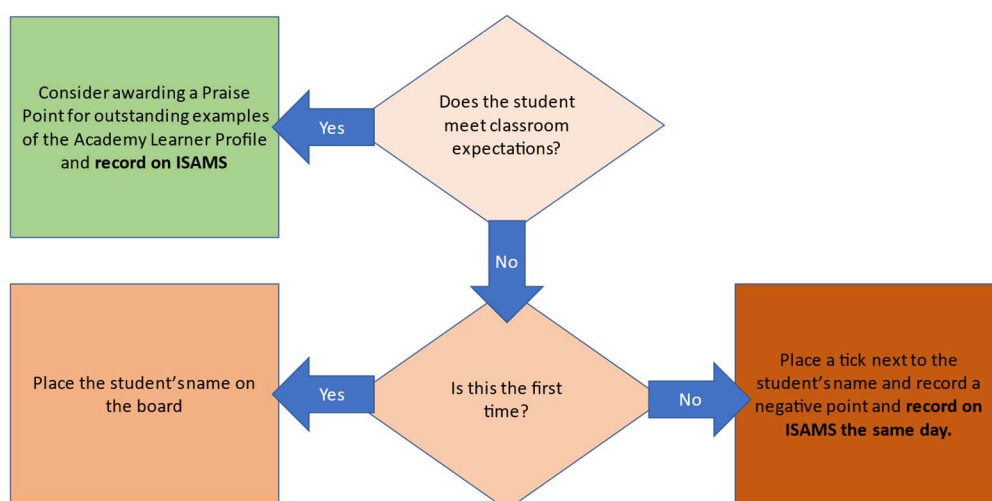 Consider awarding a Praise
Point for outstanding examples
of the Academy Learner Profile
and record on ISAMS
Yes
Does the student
meet classroom
expectations?
No
Place the student's name on
the board
Yes
Is this the first
time?
No
Place a tick next to the
student's name and record a
negative point and record on
ISAMS the same day.